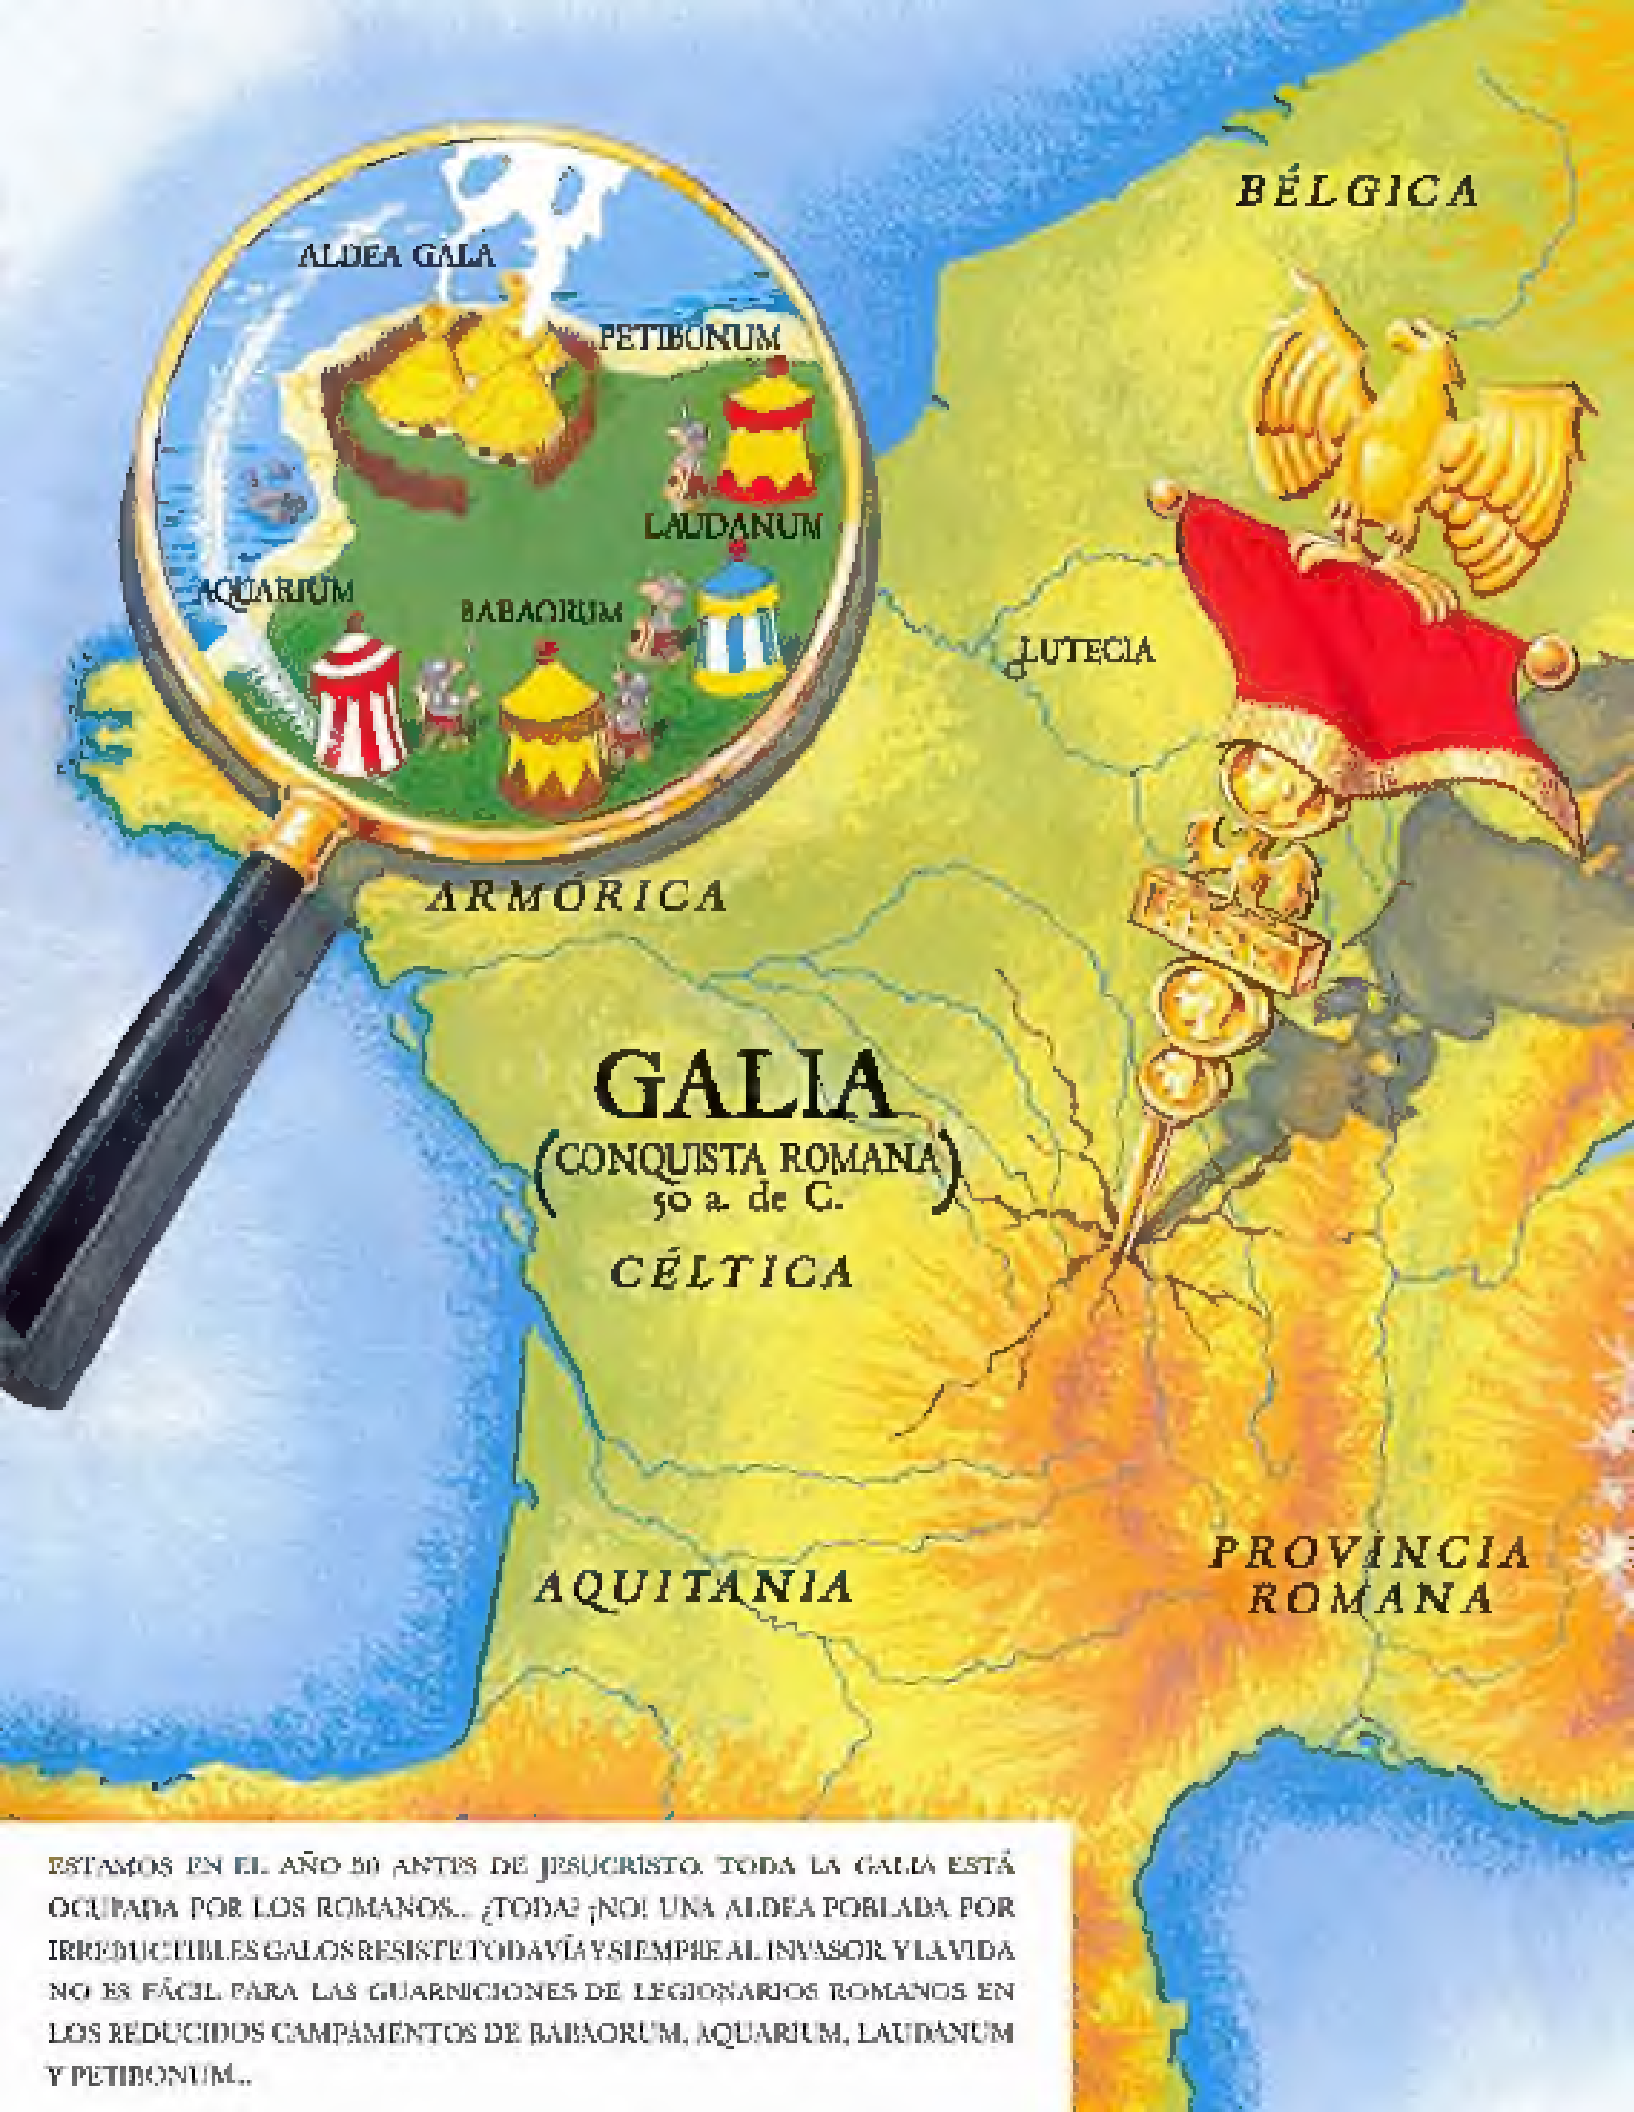 BÉLGICA
ALDEA GALA
PETIBONUM
LAUDANUM
AQUARIUM
BABAORUM
LUTECIA
ARMÓRICA
GALIA
(CONQUISTA ROMANA)
50 a. de C.
CÉLTICA
PROVINCIA
ROMANA
AQUITANIA
ESTAMOS EN EL AÑO 50 ANTES DE JESUCRISTO. TODA LA GALIA ESTÁ
OCUPADA POR LOS ROMANOS... ¿TODA? ¡NO! UNA ALDEA POBLADA POR
IRREDUCTIBLES GALOS RESISTE TODAVÍA Y SIEMPRE AL INVASOR. Y LA VIDA
NO ES FÁCIL PARA LAS GUARNICIONES DE LEGIONARIOS ROMANOS EN
LOS REDUCIDOS CAMPAMENTOS DE BABAORUM, AQUARIUM, LAUDANUM
Y PETIBONUM...